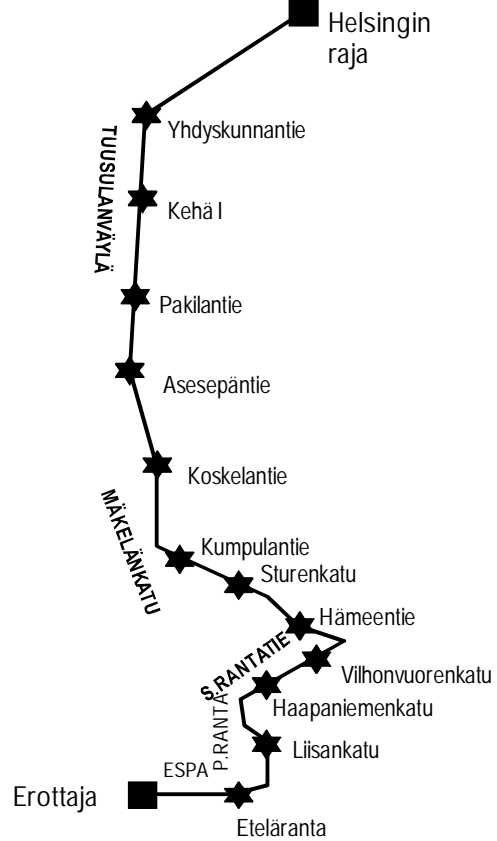 Helsingin
raja
Yhdyskunnantie
TUUSULANVÄYLÄ
Kehä I
Pakilantie
Asesepäntie
Koskelantie
MÄKELÄNKATU
Kumpulantie
Sturenkatu
Hämeentie
S.RANTATIE
Vilhonvuorenkatu
Haapaniemenkatu
P.RANTA
Liisankatu
ESPA
Erottaja
Eteläranta